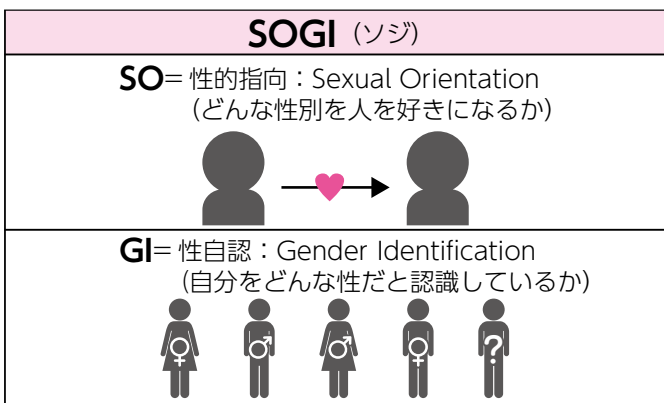 SOGI（ソジ）
SO＝性的指向：Sexual Orientation
（どんな性別を人を好きになるか）
GI＝性自認：Gender Identification
（自分をどんな性だと認識しているか）
♀ ♂ ♂ ♀ ?